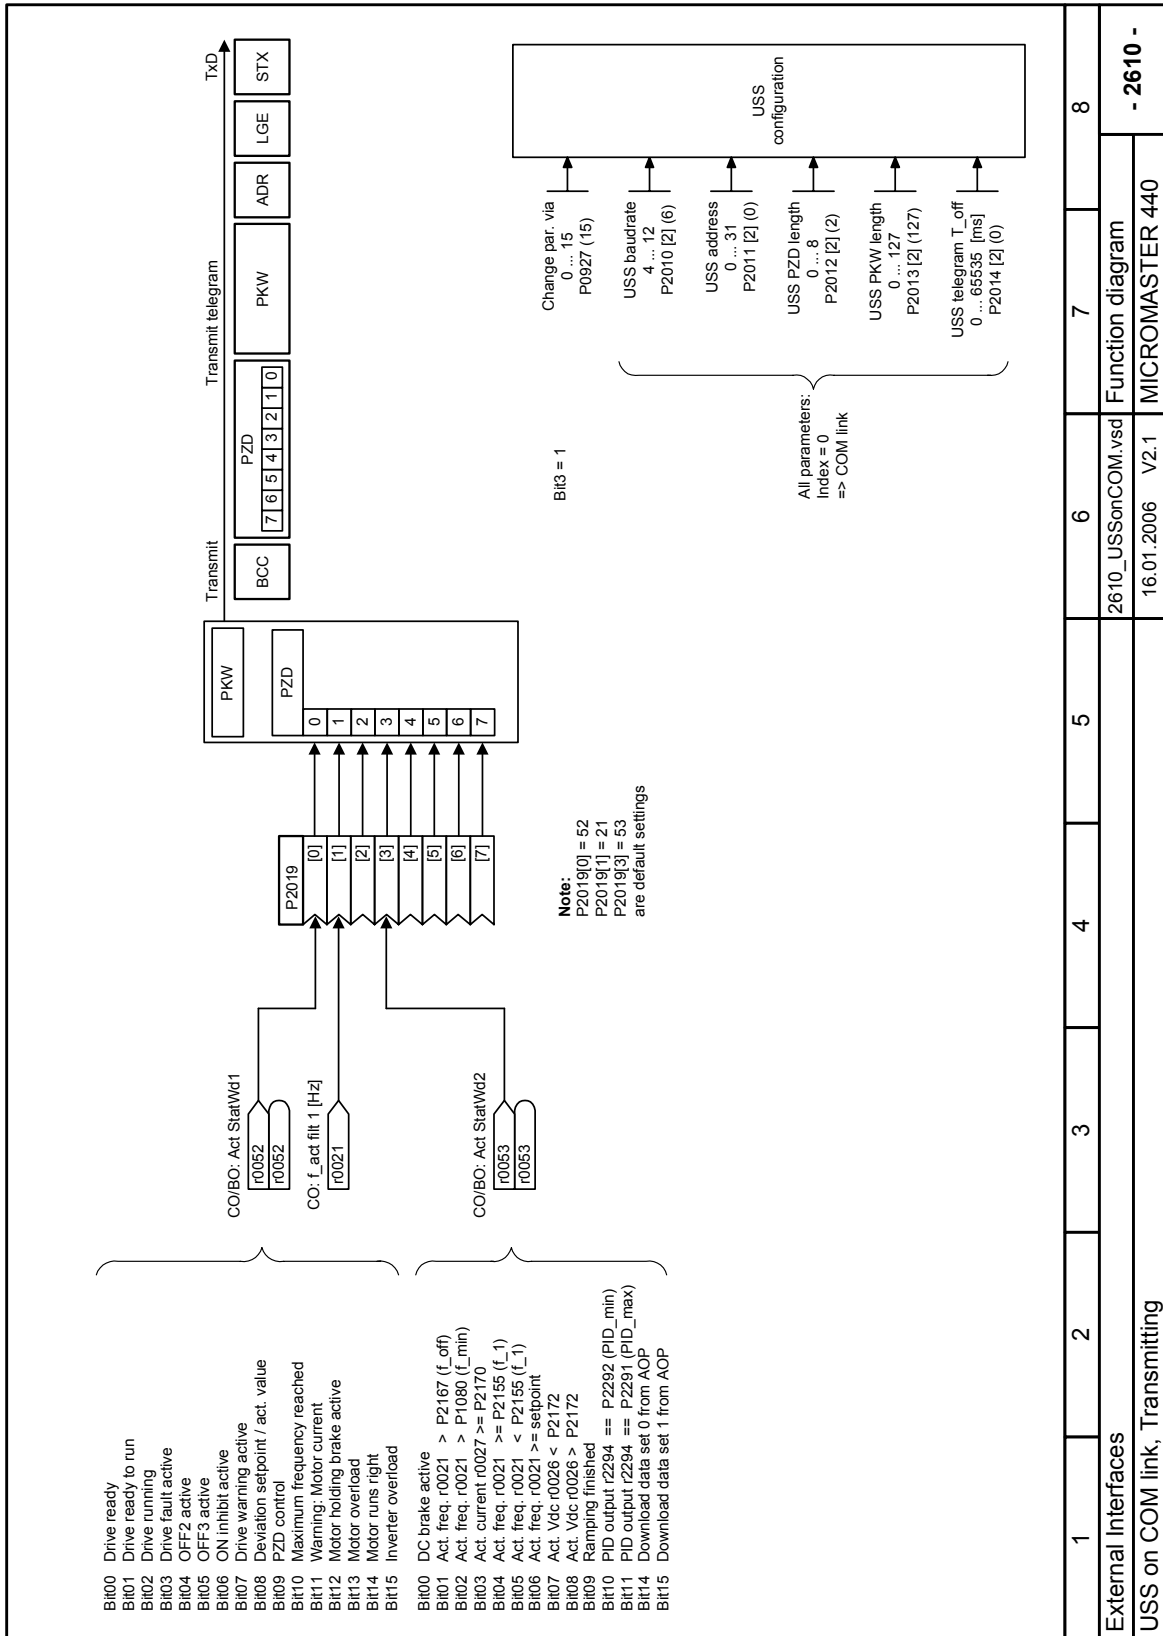 Bit00 Drive ready
Bit01 Drive ready to run
Bit02 Drive running
Bit03 Drive fault active
Bit04 OFF2 active
Bit05 OFF3 active
Bit06 ON inhibit active
Bit07 Drive warning active
Bit08 Deviation setpoint / act. value
Bit09 PZD control
Bit10 Maximum frequency reached
Bit11 Warning: Motor current
Bit12 Motor holding brake active
Bit13 Motor overload
Bit14 Motor runs right
Bit15 Inverter overload
Bit00 DC brake active
Bit01 Act. freq. r0021 > P2167 (f_off)
Bit02 Act. freq. r0021 > P1080 (f_min)
Bit03 Act. current r0027 >= P2170
Bit04 Act. freq. r0021 >= P2155 (f_1)
Bit05 Act. freq. r0021 < P2155 (f_1)
Bit06 Act. freq. r0021 >= setpoint
Bit07 Act. Vdc r0026 < P2172
Bit08 Act. Vdc r0026 > P2172
Bit09 Ramping finished
Bit10 PID output r2294 == P2292 (PID_min)
Bit11 PID output r2294 == P2291 (PID_max)
Bit14 Download data set 0 from AOP
Bit15 Download data set 1 from AOP
CO/BO: Act StatWd1
r0052
r0052
CO: f_act filt 1 [Hz]
r0021
CO/BO: Act StatWd2
r0053
r0053
P2019
[0]
[1]
[2]
[3]
[4]
[5]
[6]
[7]
Note:
P2019[0] = 52
P2019[1] = 21
P2019[3] = 53
are default settings
PKW
PZD
0
1
2
3
4
5
6
7
Transmit
Transmit telegram
TxD
BCC
PZD
7 6 5 4 3 2 1 0
PKW
ADR
LGE
STX
Bit3 = 1
Change par. via
0 ... 15
P0927 (15)
USS baudrate
4 ... 12
P2010 [2] (6)
USS address
0 ... 31
P2011 [2] (0)
USS PZD length
0 ... 8
P2012 [2] (2)
USS PKW length
0 ... 127
P2013 [2] (127)
USS telegram T_off
0 ... 65535 [ms]
P2014 [2] (0)
All parameters:
Index = 0
=> COM link
USS
configuration
1 2 3 4 5 6 7 8
External Interfaces
2610_USSonCOM.vsd
Function diagram
- 2610 -
USS on COM link, Transmitting
16.01.2006 V2.1
MICROMASTER 440